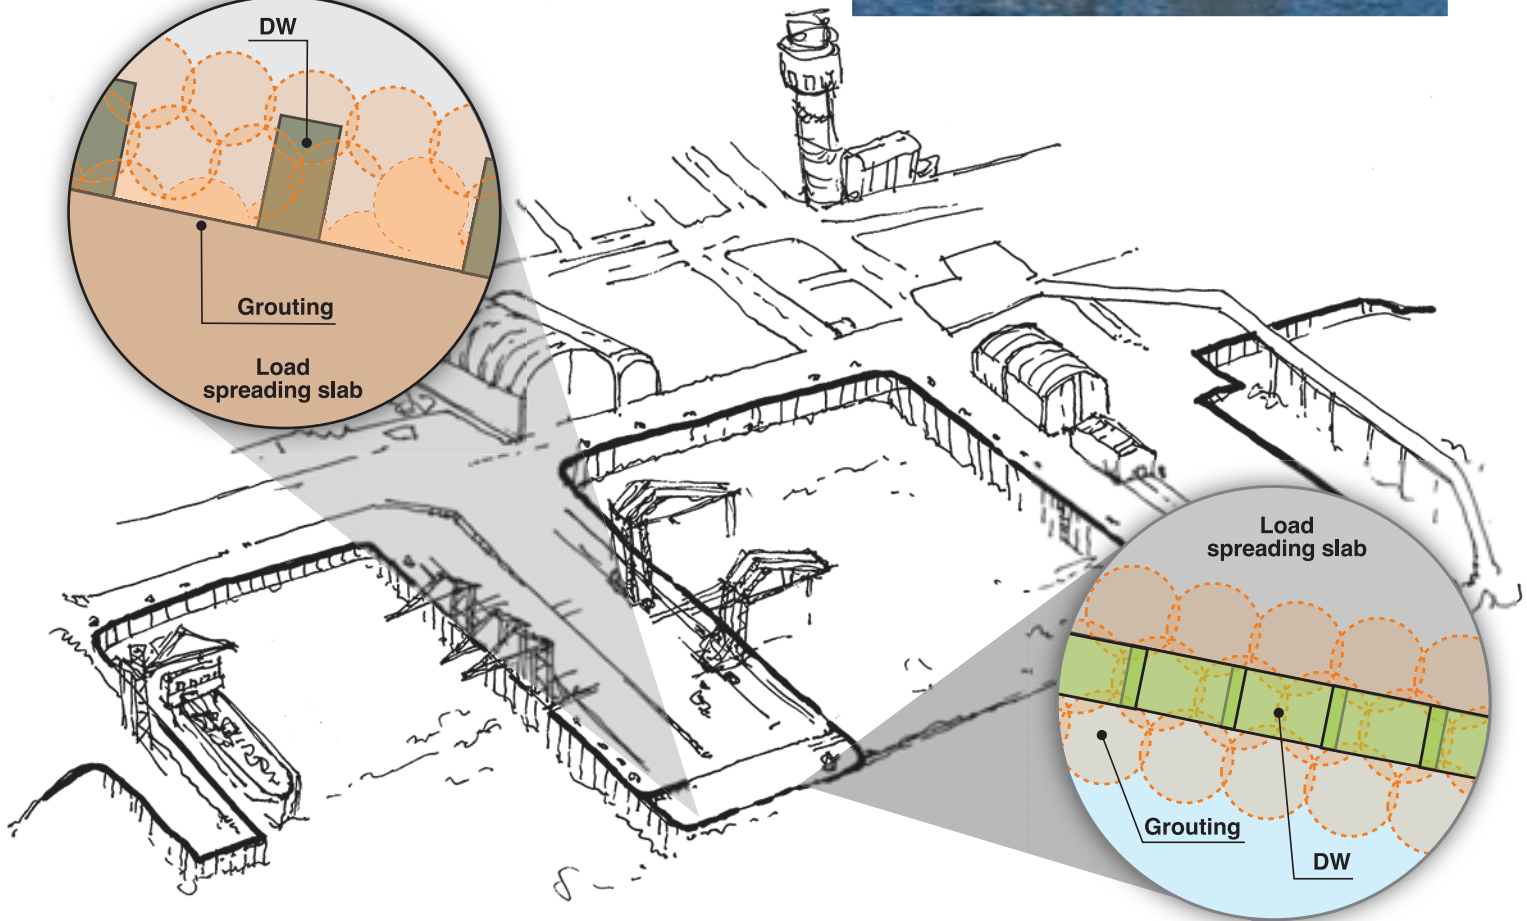 DW
Grouting
Load
spreading slab
Load
spreading slab
Grouting
DW